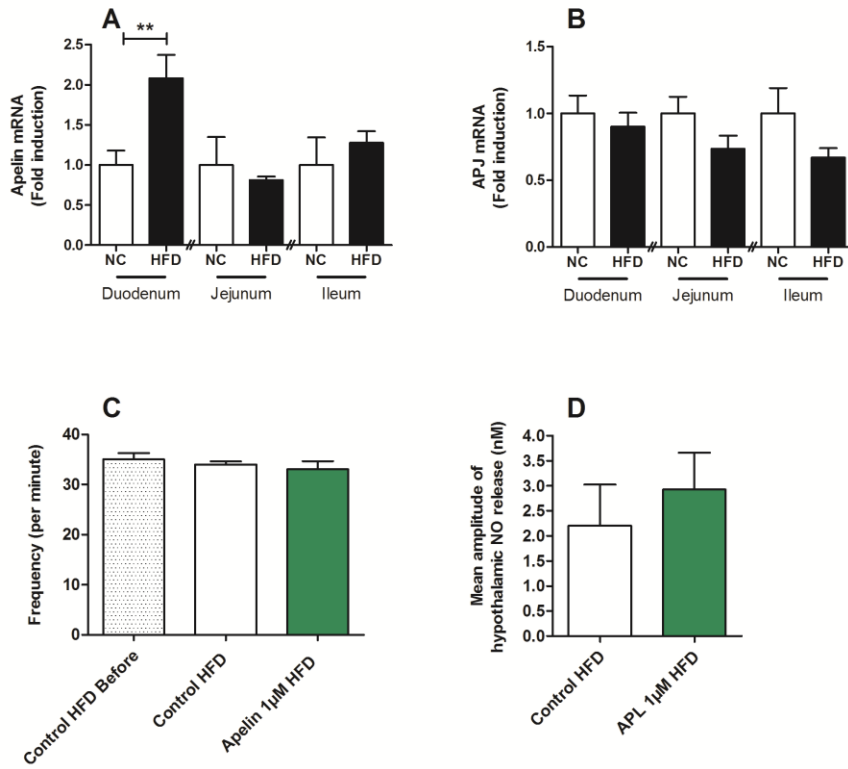 A
**
Apelin mRNA
(Fold induction)
2.5
2.0
1.5
1.0
0.5
0.0
NC HFD NC HFD NC HFD
Duodenum Jejunum Ileum
B
APJ mRNA
(Fold induction)
1.5
1.0
0.5
0.0
NC HFD NC HFD NC HFD
Duodenum Jejunum Ileum
C
Frequency (per minute)
40
30
20
10
0
Control HFD Before
Control HFD
Apelin 1µM HFD
D
Mean amplitude of
hypothalamic NO release (nM)
4.0
3.5
3.0
2.5
2.0
1.5
1.0
0.5
0.0
Control HFD
APL 1µM HFD